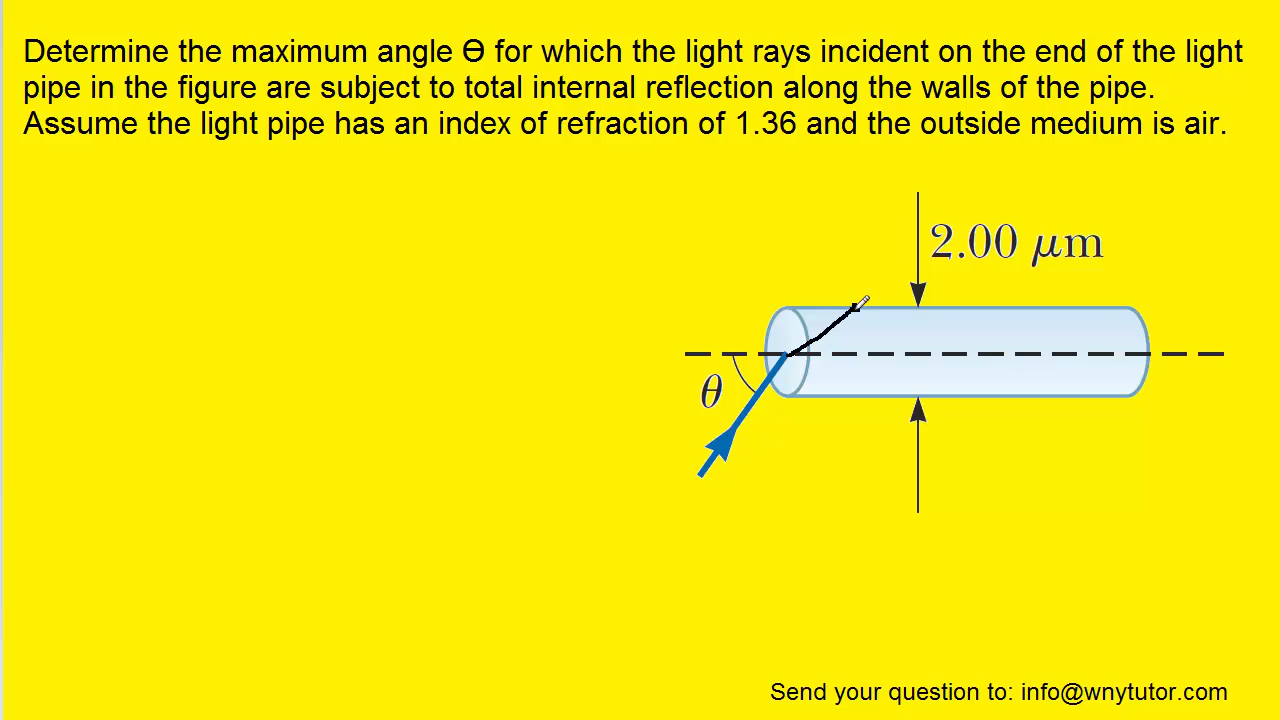 Determine the maximum angle Ɵ for which the light rays incident on the end of the light
pipe in the figure are subject to total internal reflection along the walls of the pipe.
Assume the light pipe has an index of refraction of 1.36 and the outside medium is air.
2.00 μm
θ
Send your question to: info@wnytutor.com